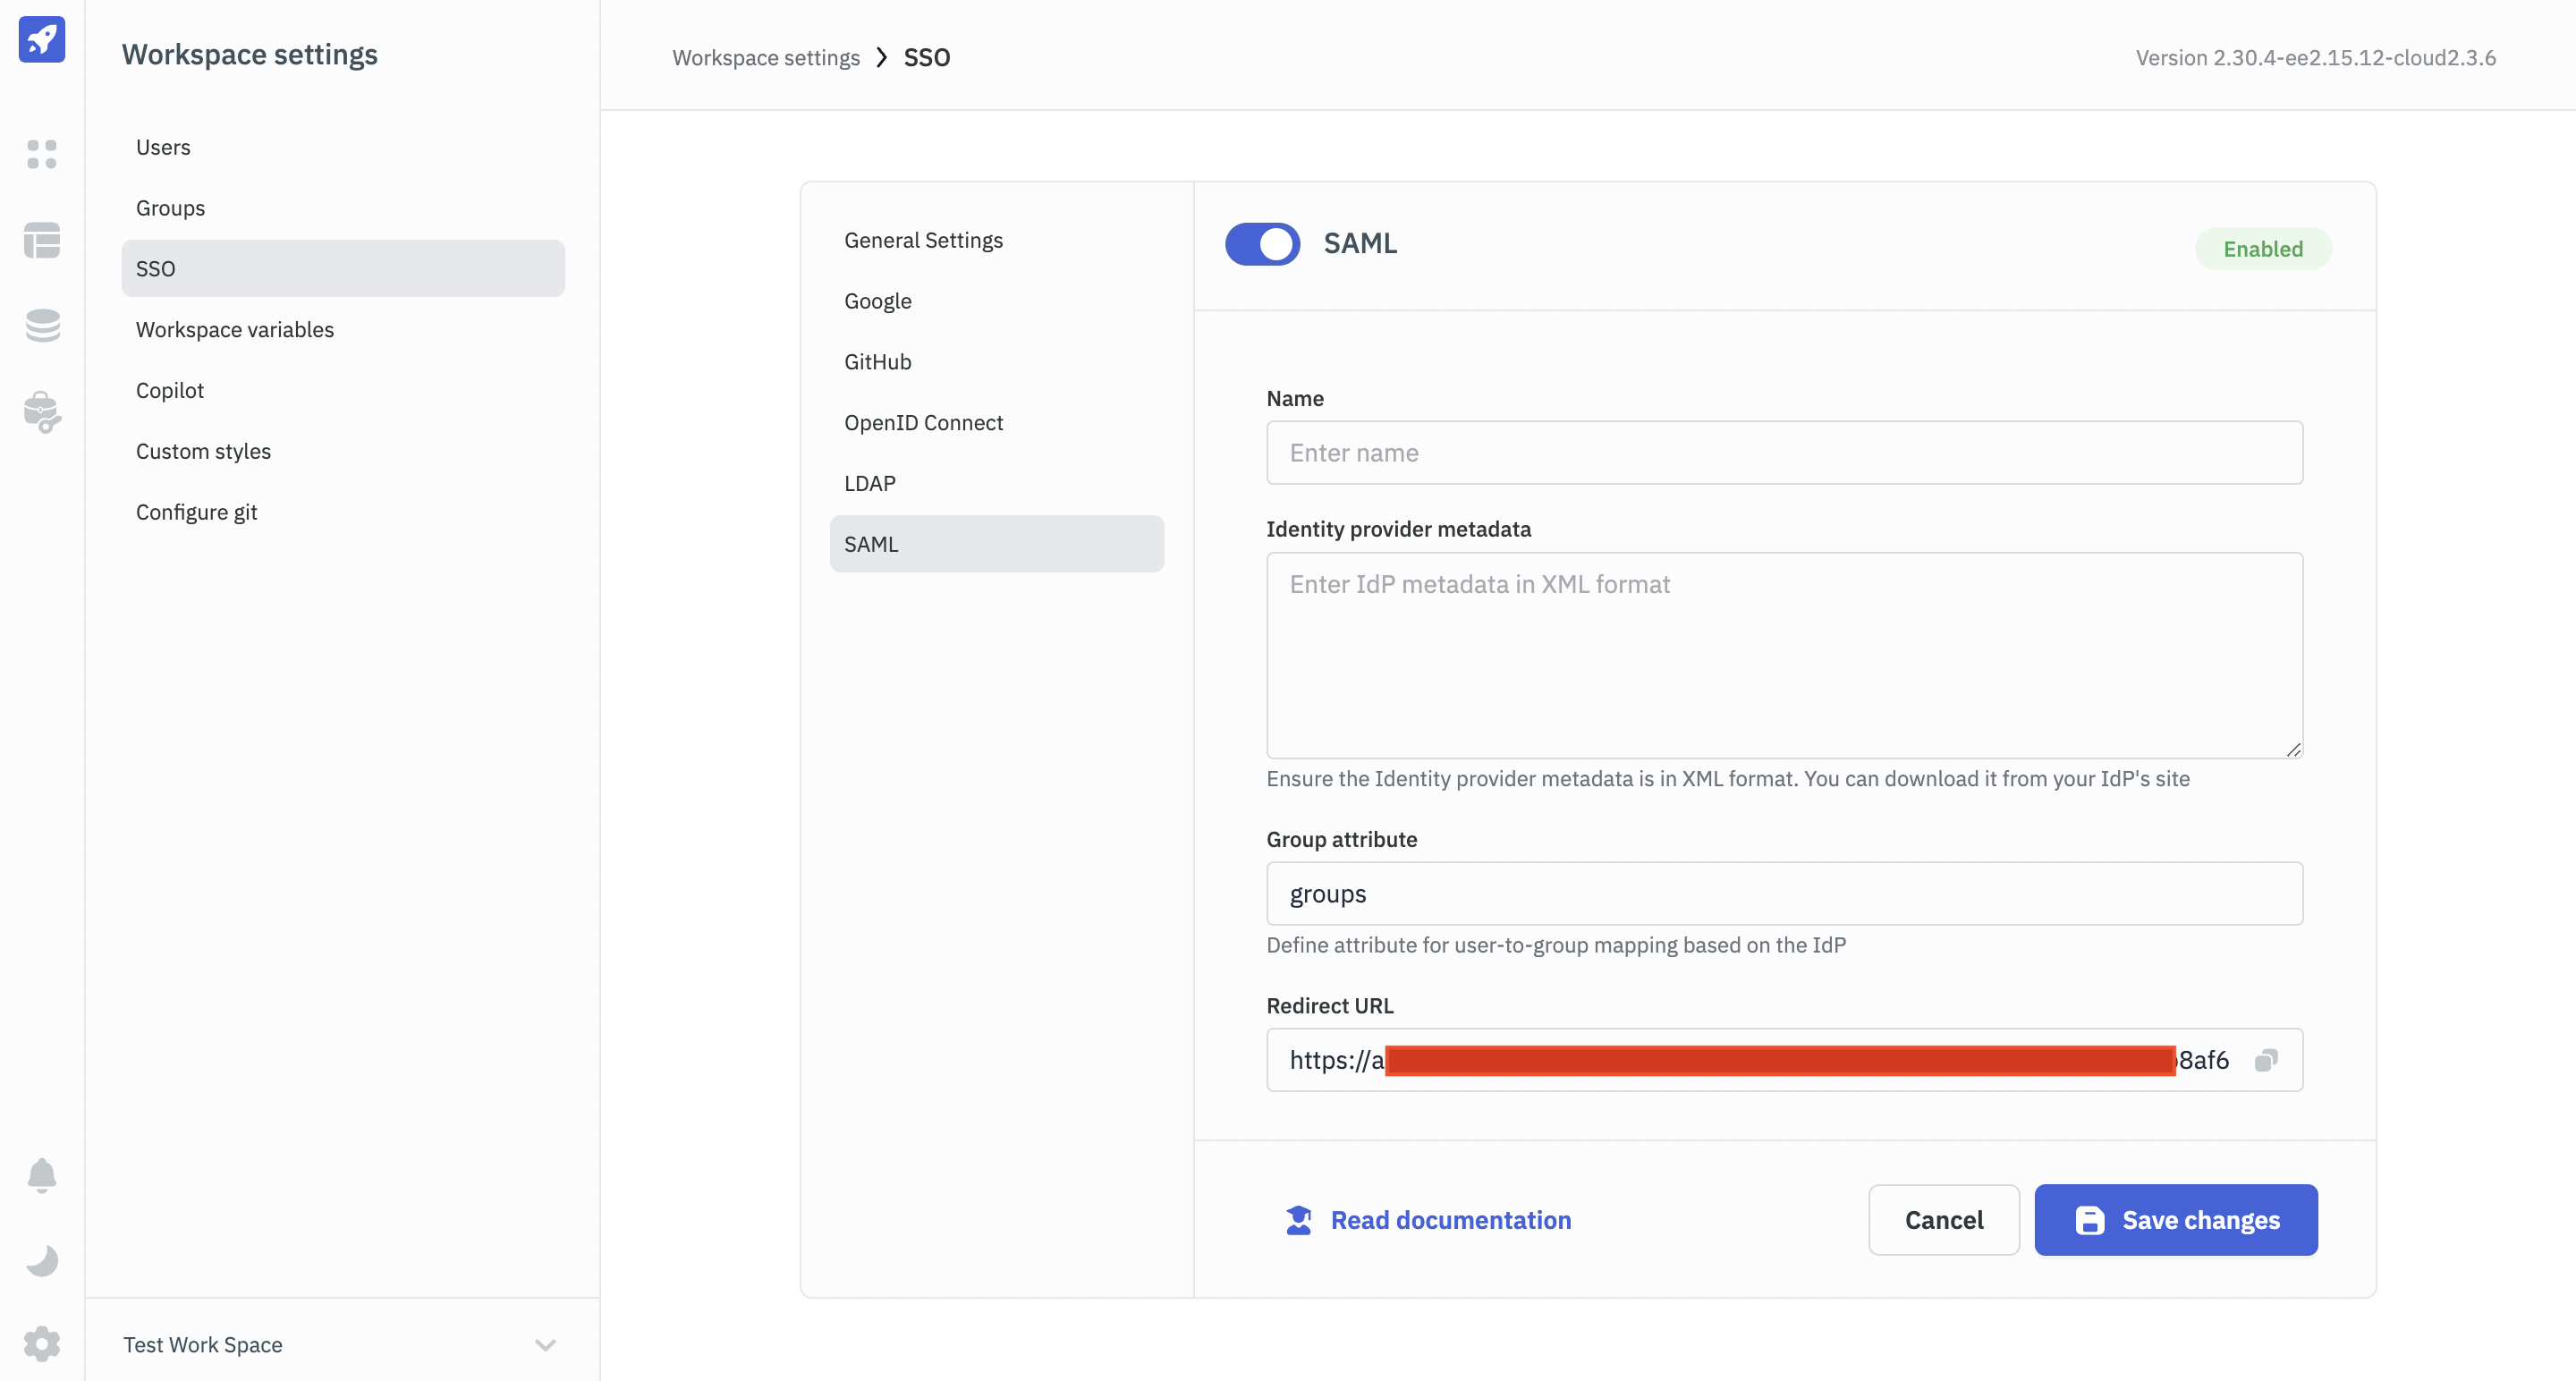 Workspace settings
Users
Groups
SSO
Workspace variables
Copilot
Custom styles
Configure git
Test Work Space
Workspace settings > SSO
Version 2.30.4-ee2.15.12-cloud2.3.6
General Settings
Google
GitHub
OpenID Connect
LDAP
SAML
SAML
Enabled
Name
Enter name
Identity provider metadata
Enter IdP metadata in XML format
Ensure the Identity provider metadata is in XML format. You can download it from your IdP's site
Group attribute
groups
Define attribute for user-to-group mapping based on the IdP
Redirect URL
https://a 8af6
Read documentation
Cancel
Save changes